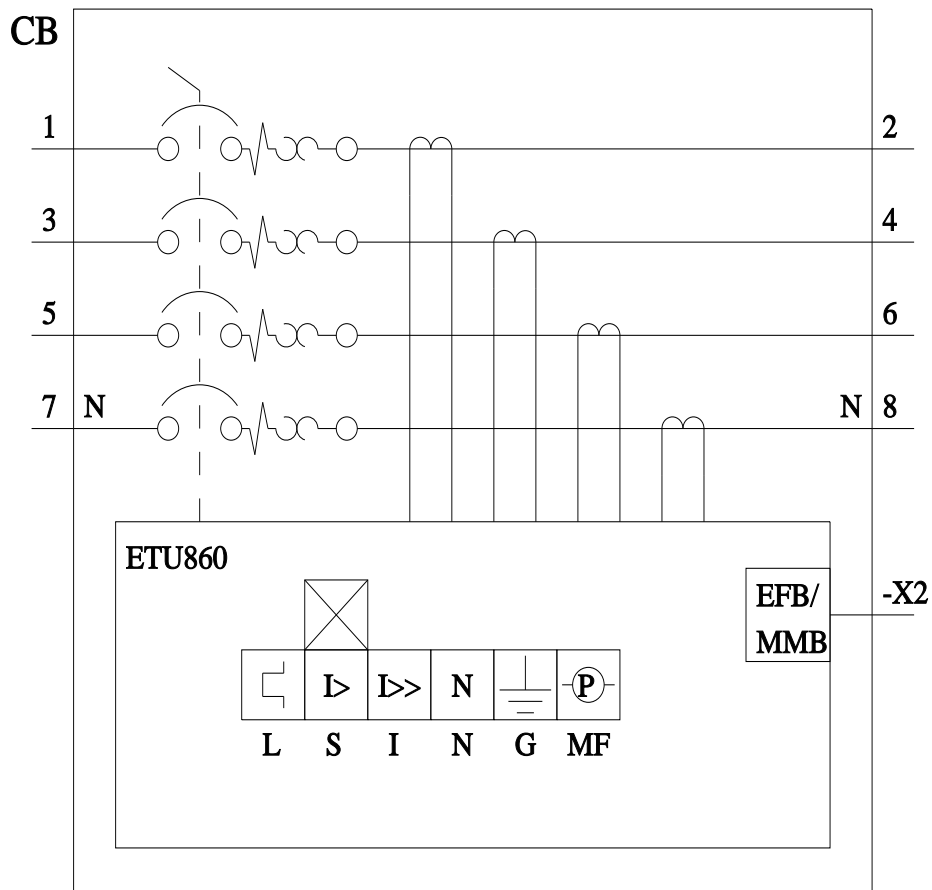 CB
1 2
3 4
5 6
7 N N 8
ETU860
EFB/ -X2
MMB
I> I>> N P
L S I N G MF